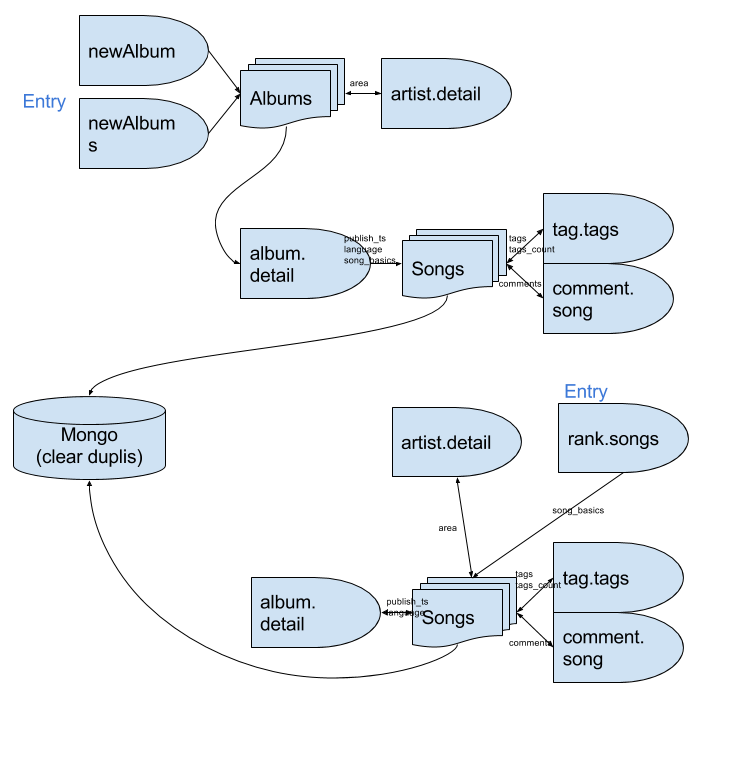 newAlbum
Entry
newAlbum
s
Albums
area
artist.detail
album.
detail
publish_ts
language
song_basics
Songs
tags
tags_count
comments
tag.tags
comment.
song
Mongo
(clear duplis)
Entry
artist.detail
rank.songs
area
song_basics
album.
detail
publish_ts
language
Songs
tags
tags_count
comments
tag.tags
comment.
song